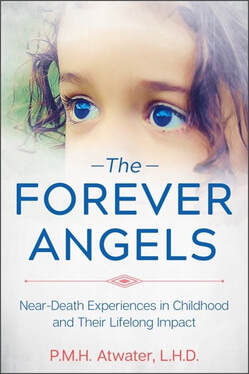 —The—
FOREVER
ANGELS
Near-Death Experiences in Childhood
and Their Lifelong Impact
P.M.H. Atwater, L.H.D.